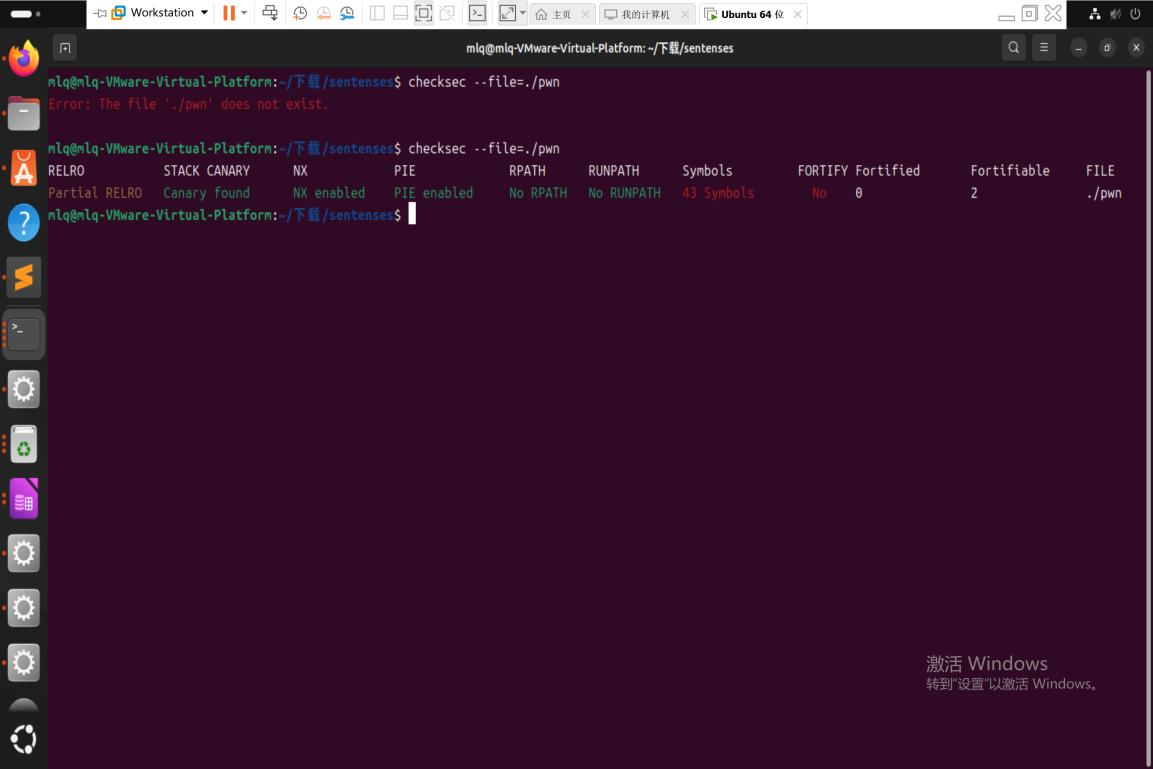 Workstation
主页
我的计算机
Ubuntu 64 位
mlq@mlq-VMware-Virtual-Platform: ~/下载/sentenses
mlq@mlq-VMware-Virtual-Platform:~/下载/sentenses$ checksec --file=./pwn
Error: The file './pwn' does not exist.
mlq@mlq-VMware-Virtual-Platform:~/下载/sentenses$ checksec --file=./pwn
RELRO STACK CANARY NX PIE RPATH RUNPATH Symbols FORTIFY Fortified Fortifiable FILE
Partial RELRO Canary found NX enabled PIE enabled No RPATH No RUNPATH 43 Symbols No 0 2 ./pwn
mlq@mlq-VMware-Virtual-Platform:~/下载/sentenses$
激活 Windows
转到"设置"以激活 Windows。